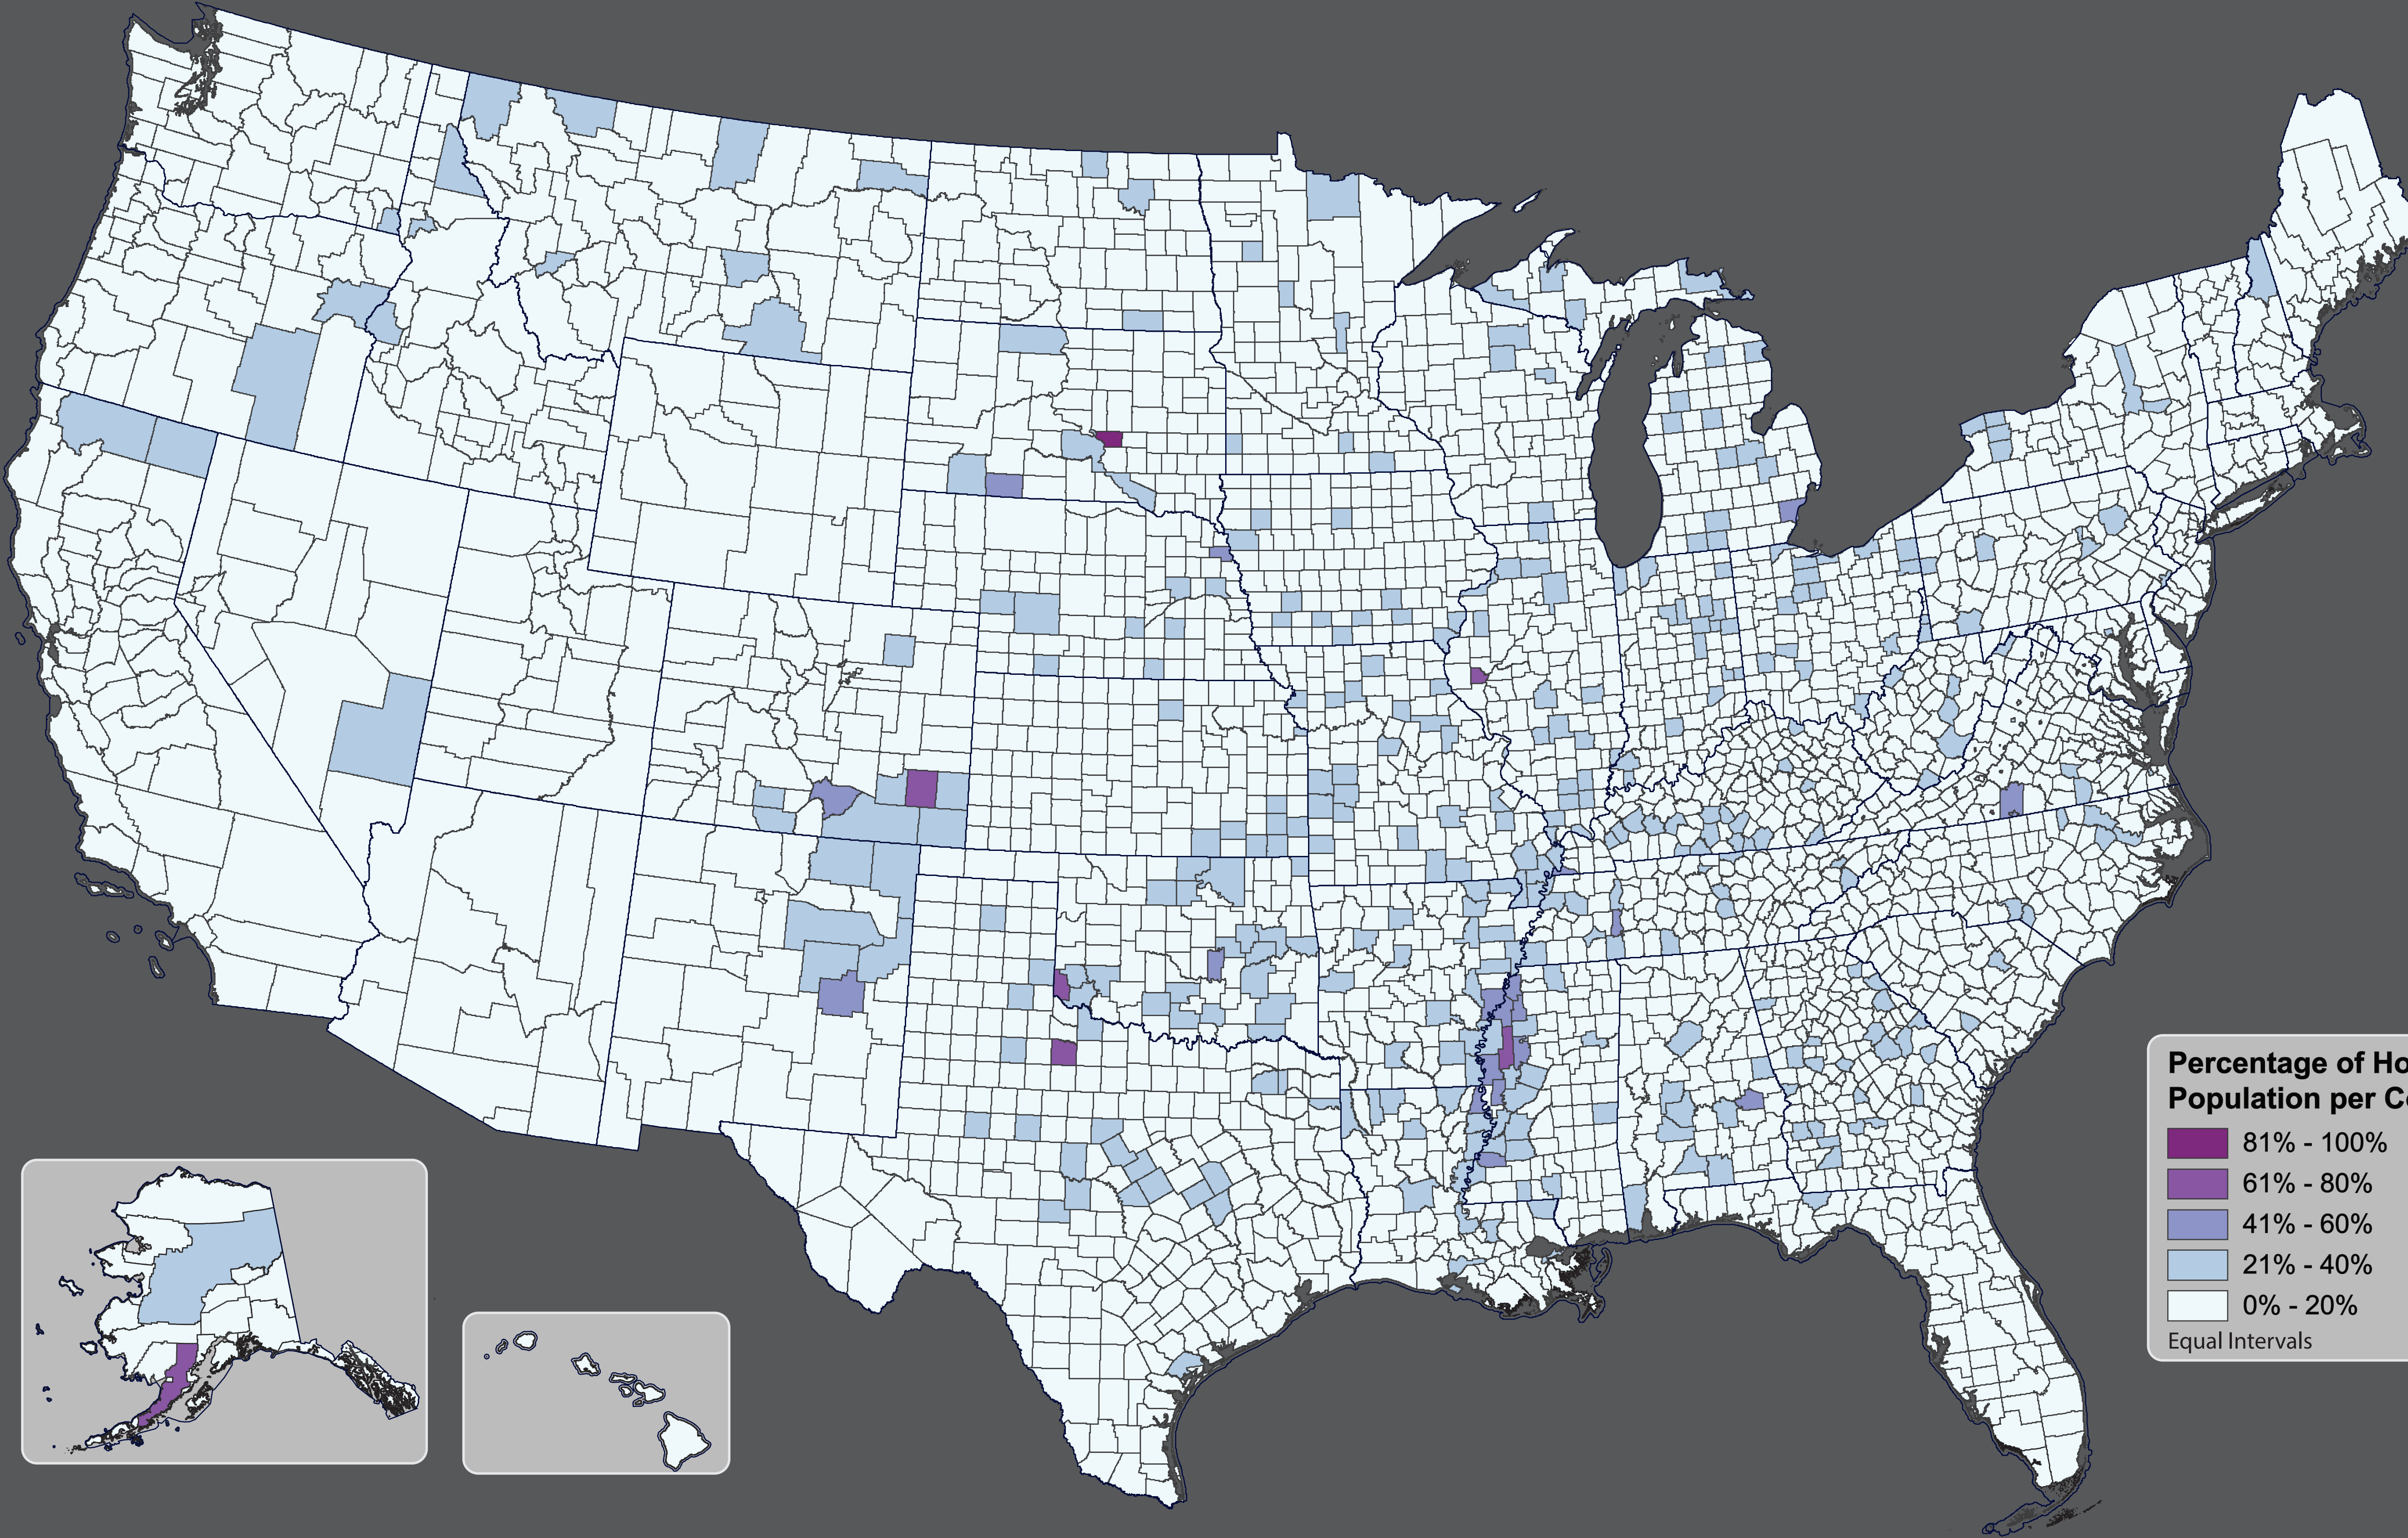 Percentage of Ho
Population per C
81% - 100%
61% - 80%
41% - 60%
21% - 40%
0% - 20%
Equal Intervals